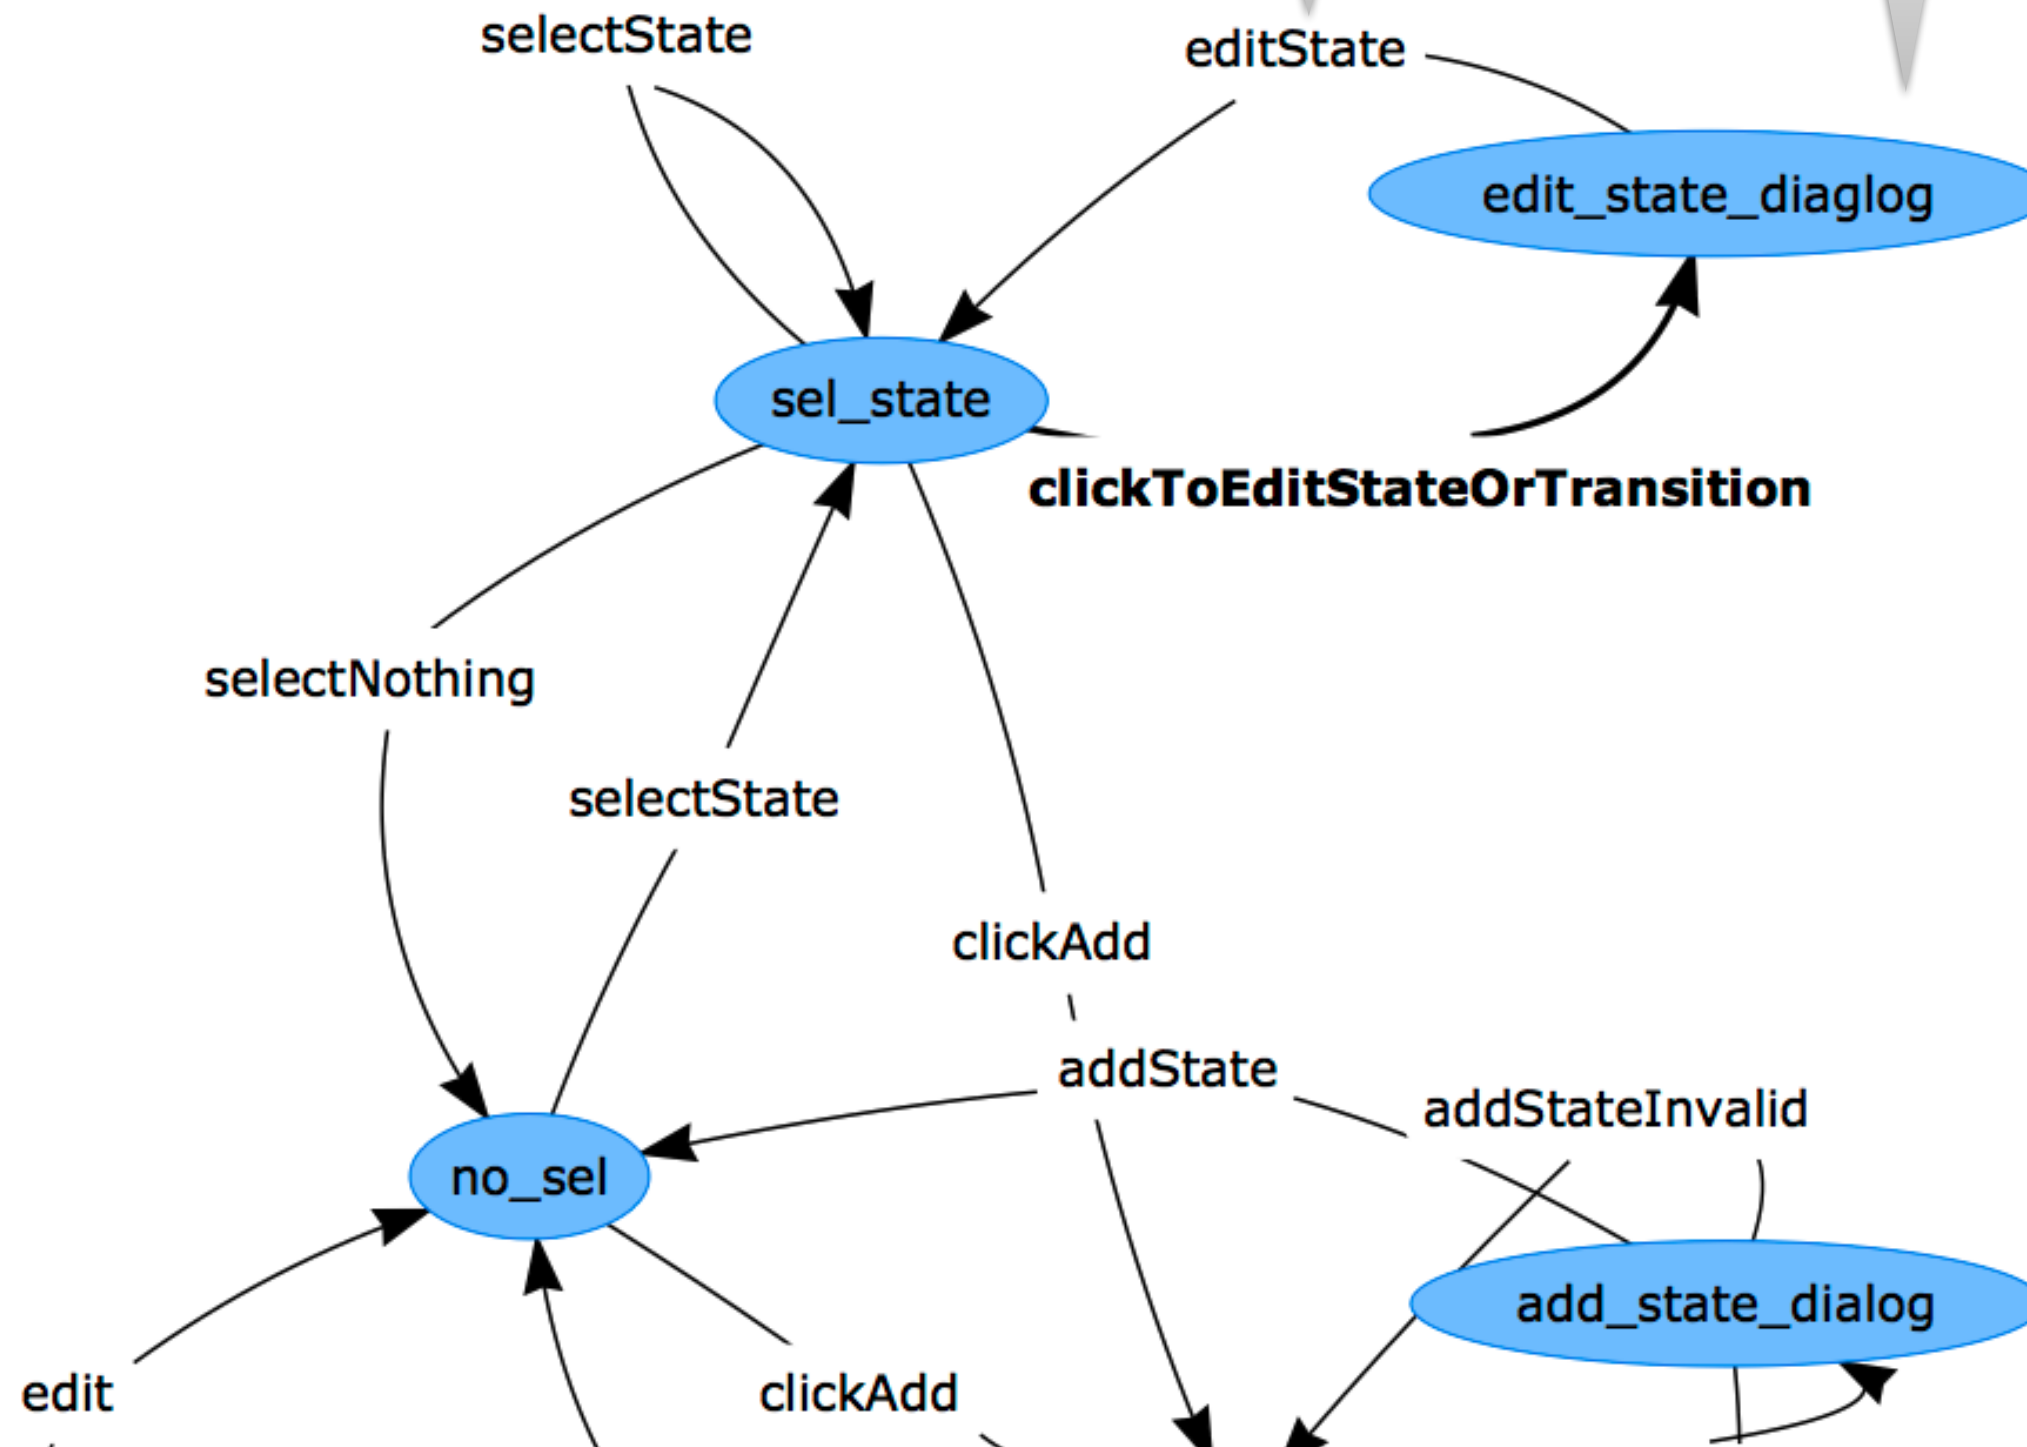 selectState
editState
edit_state_diaglog
sel_state
clickToEditStateOrTransition
selectNothing
selectState
clickAdd
addState
addStateInvalid
no_sel
add_state_dialog
edit
clickAdd